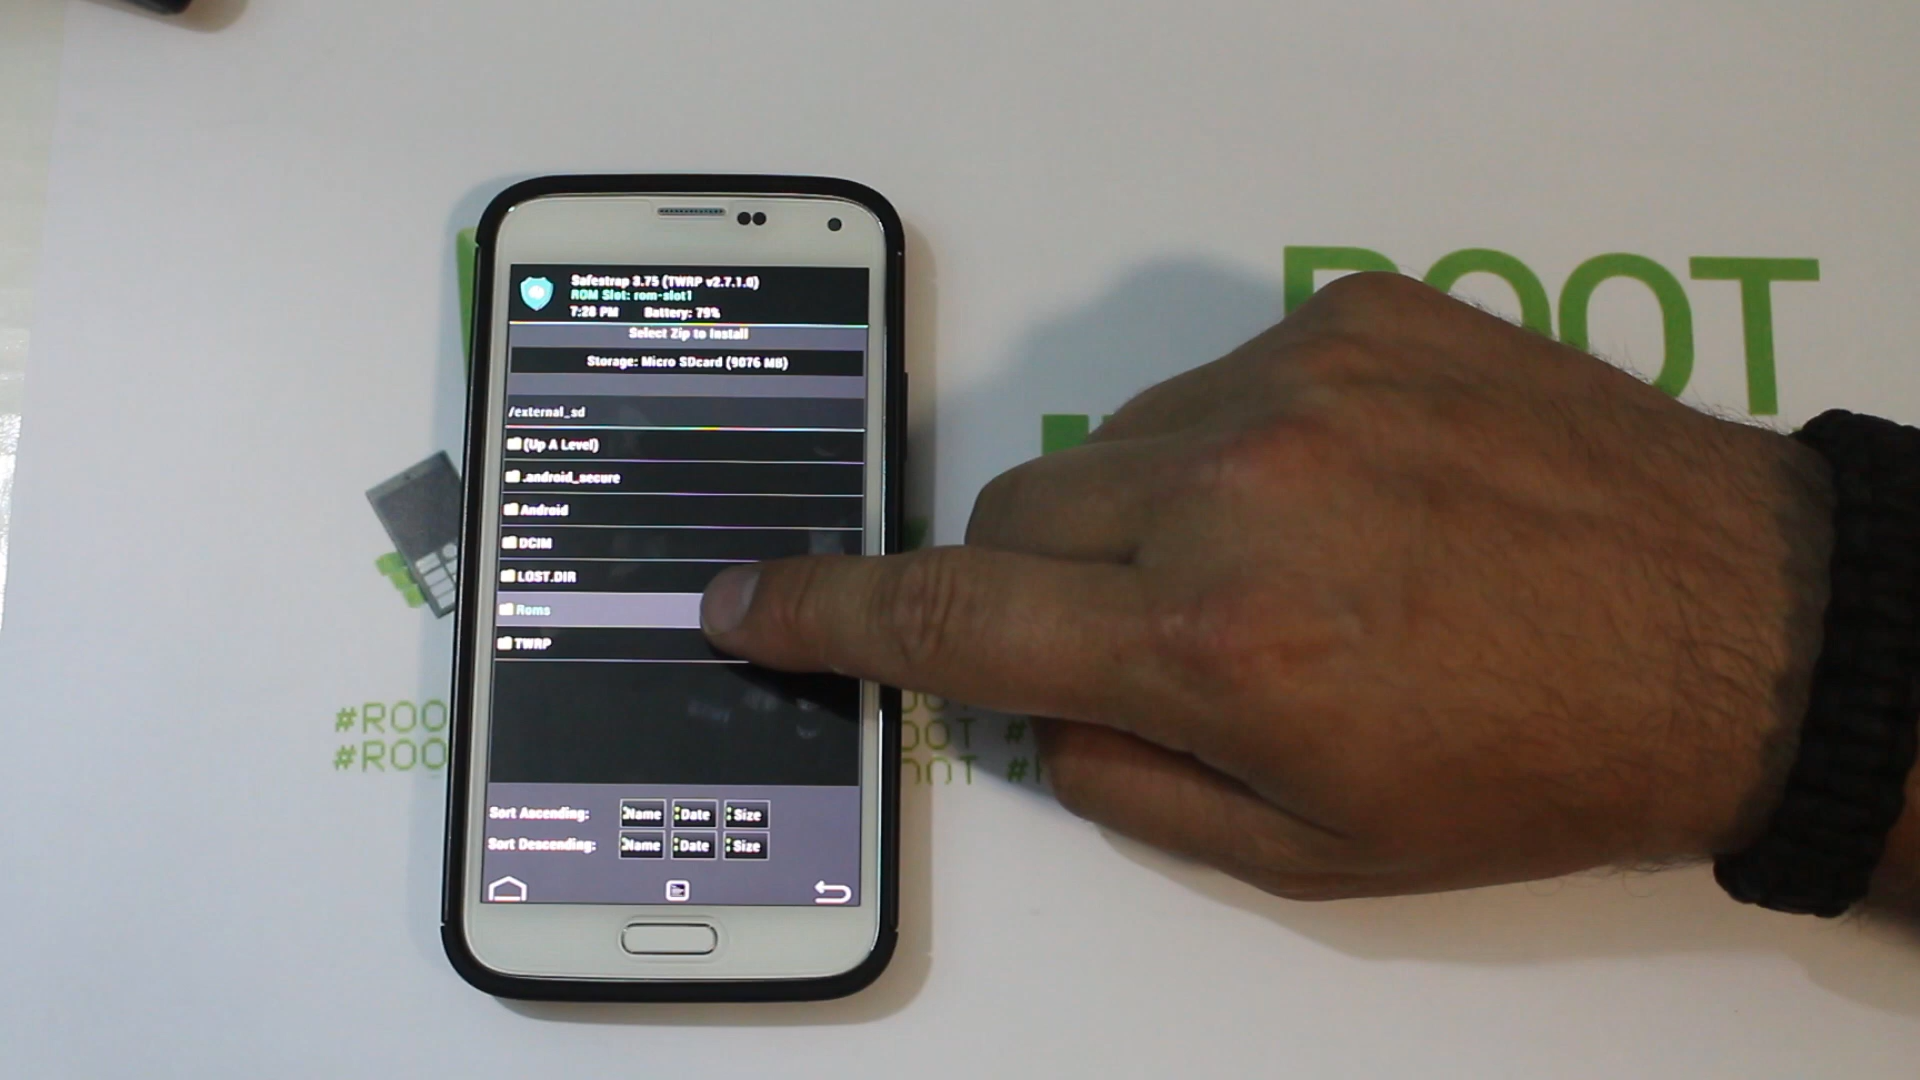 Safestrap 3.75 (TWRP v2.7.1.0)
ROM Slot: rom-slot1
7:28 PM Battery: 79%
Select Zip to Install
Storage: Micro SDcard (9076 MB)
/external_sd
(Up A Level)
.android_secure
Android
DCIM
LOST.DIR
Roms
TWRP
Sort Ascending: Name Date Size
Sort Descending: Name Date Size
ROOT
#ROO
#ROO OOT #